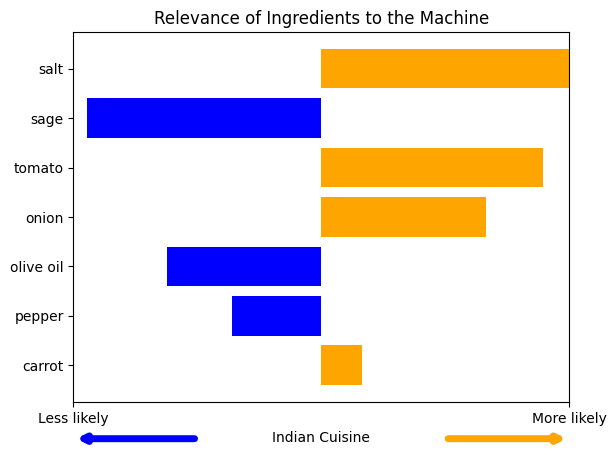 Relevance of Ingredients to the Machine
salt
sage
tomato
onion
olive oil
pepper
carrot
Less likely
More likely
Indian Cuisine